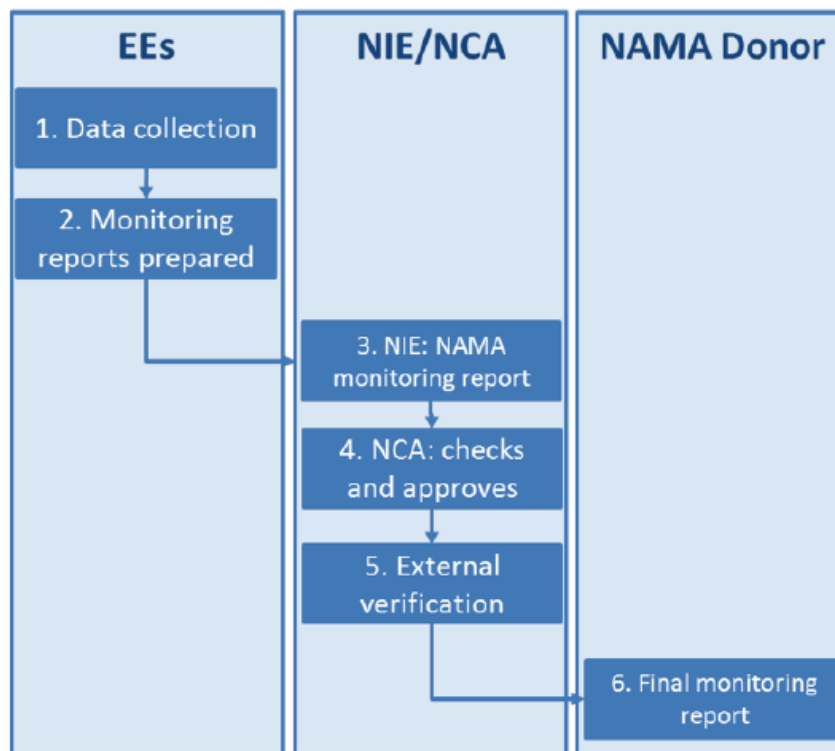 EEs
NIE/NCA
NAMA Donor
1. Data collection
2. Monitoring
reports prepared
3. NIE: NAMA
monitoring report
4. NCA: checks
and approves
5. External
verification
6. Final monitoring
report